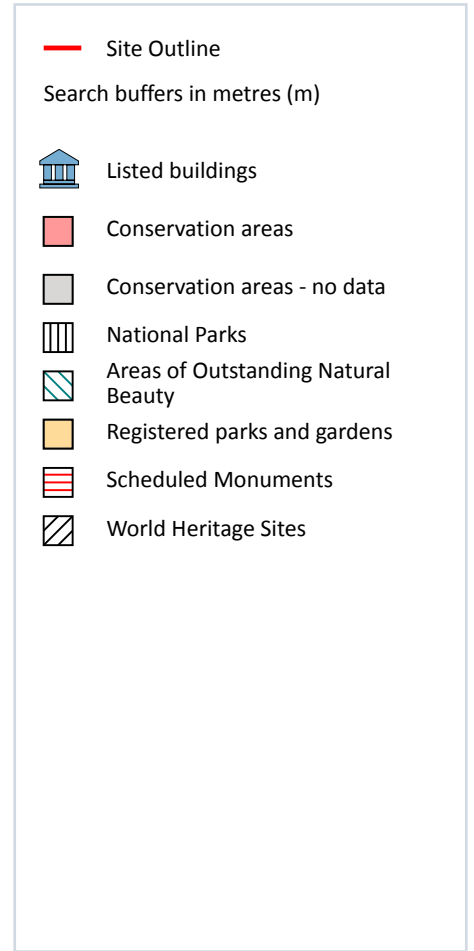 Site Outline
Search buffers in metres (m)
Listed buildings
Conservation areas
Conservation areas - no data
National Parks
Areas of Outstanding Natural
Beauty
Registered parks and gardens
Scheduled Monuments
World Heritage Sites